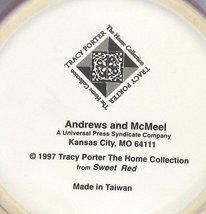 TRACY PORTER
The Home Collection
TRACY PORTER
The Home Collection
Andrews and McMeel
A Universal Press Syndicate Company
Kansas City, MO 64111
© 1997 Tracy Porter The Home Collection
from Sweet Red
Made in Taiwan